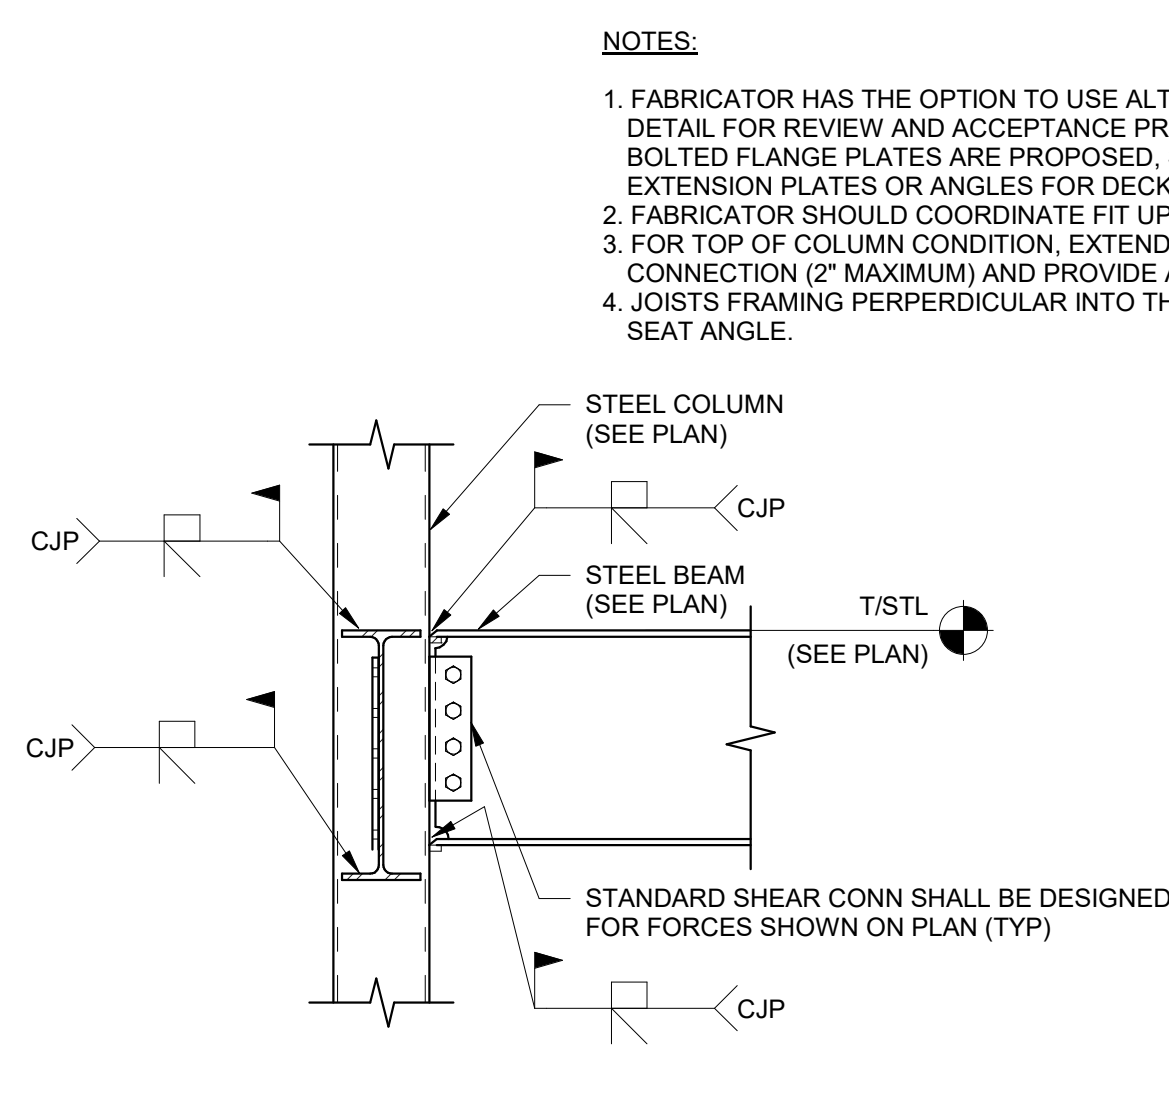 NOTES:
1. FABRICATOR HAS THE OPTION TO USE ALT
DETAIL FOR REVIEW AND ACCEPTANCE PR
BOLTED FLANGE PLATES ARE PROPOSED,
EXTENSION PLATES OR ANGLES FOR DECK
2. FABRICATOR SHOULD COORDINATE FIT UP
3. FOR TOP OF COLUMN CONDITION, EXTEND
CONNECTION (2" MAXIMUM) AND PROVIDE A
4. JOISTS FRAMING PERPERDICULAR INTO TH
SEAT ANGLE.
STEEL COLUMN
(SEE PLAN)
CJP
CJP
STEEL BEAM
(SEE PLAN)
T/STL
(SEE PLAN)
CJP
STANDARD SHEAR CONN SHALL BE DESIGNED
FOR FORCES SHOWN ON PLAN (TYP)
CJP